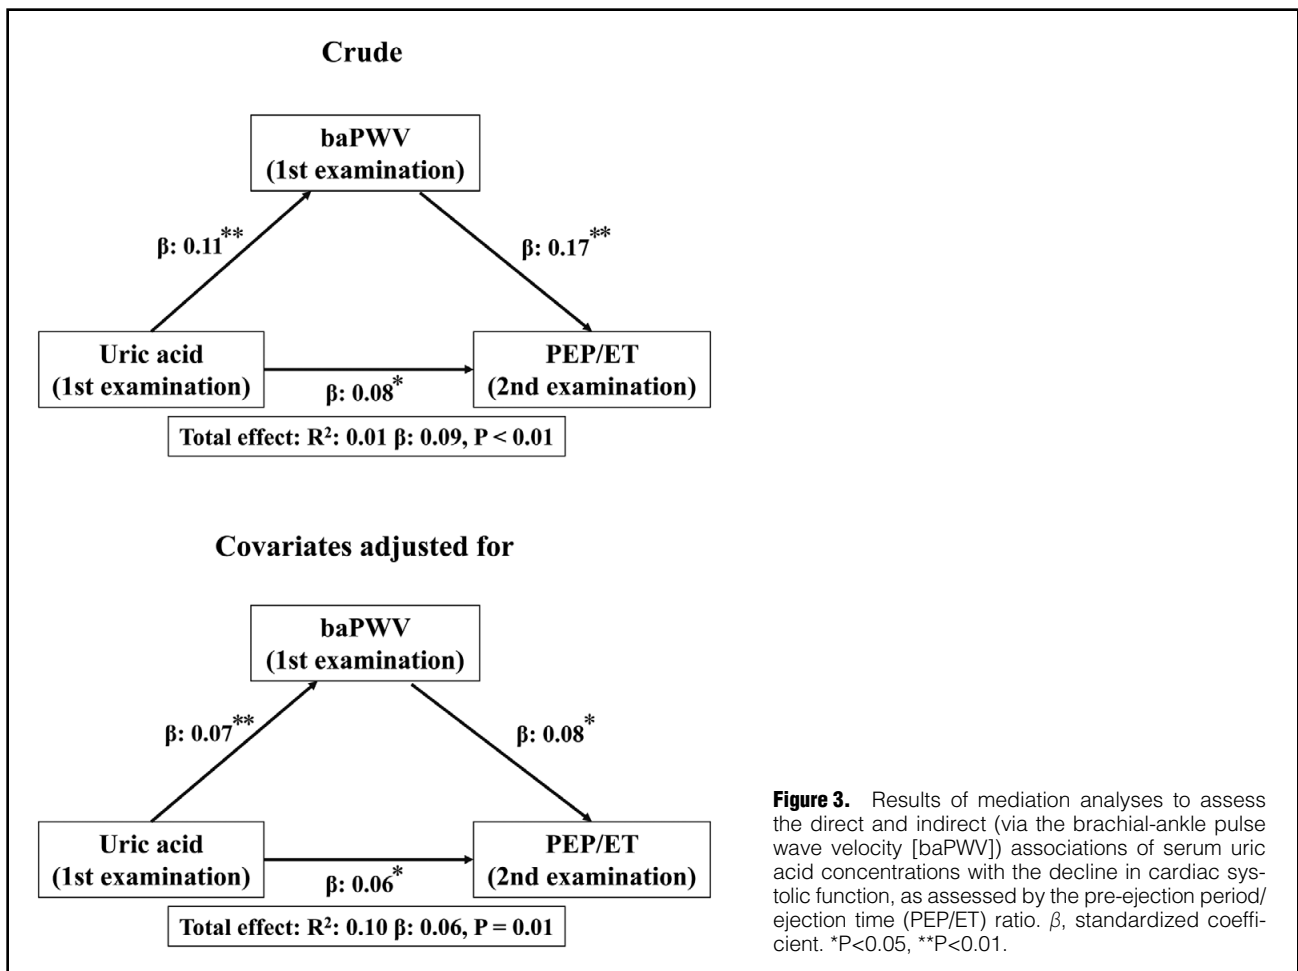 Crude
baPWV
(1st examination)
β: 0.11**
β: 0.17**
Uric acid
(1st examination)
PEP/ET
(2nd examination)
β: 0.08*
Total effect: R²: 0.01 β: 0.09, P < 0.01
Covariates adjusted for
baPWV
(1st examination)
β: 0.07**
β: 0.08*
Uric acid
(1st examination)
PEP/ET
(2nd examination)
β: 0.06*
Total effect: R²: 0.10 β: 0.06, P = 0.01
Figure 3. Results of mediation analyses to assess
the direct and indirect (via the brachial-ankle pulse
wave velocity [baPWV]) associations of serum uric
acid concentrations with the decline in cardiac sys-
tolic function, as assessed by the pre-ejection period/
ejection time (PEP/ET) ratio. β, standardized coeffi-
cient. *P<0.05, **P<0.01.